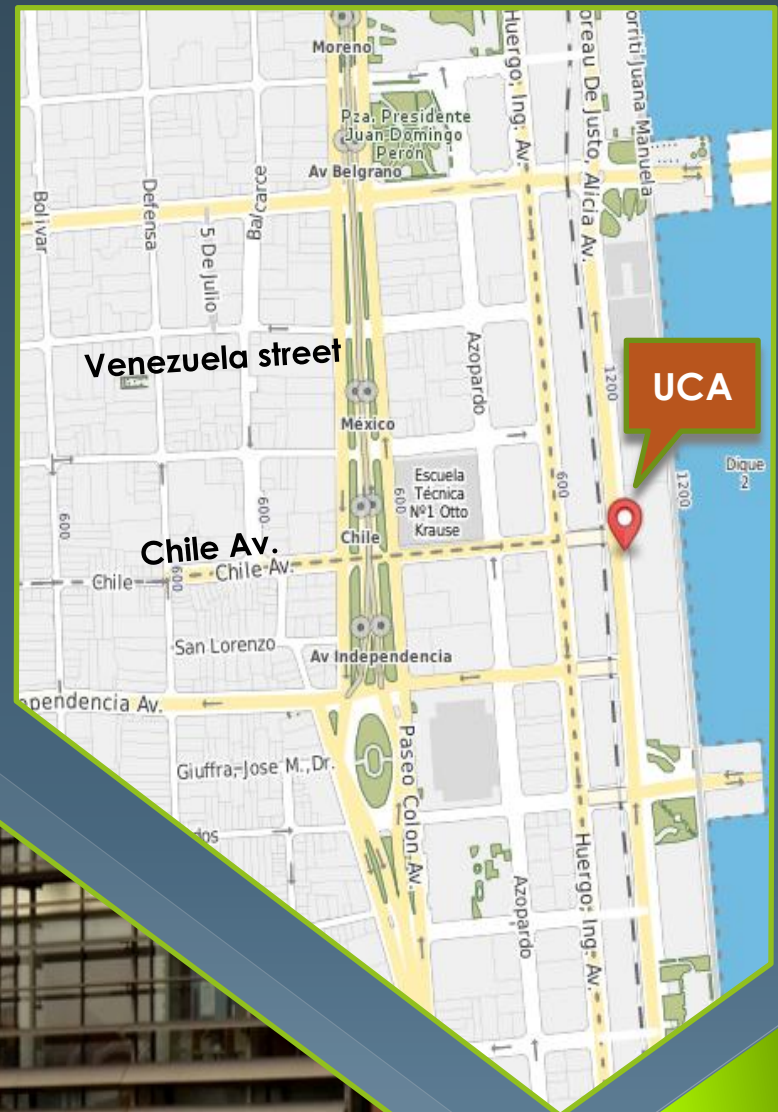 Moreno
Huergo, Ing. Av.
oreau De Justo, Alicia Av.
orriti Juana Manuela
Pza. Presidente
Juan Domingo
Perón
Av Belgrano
Bolivar
Defensa
5 De Julio
Balcarce
Venezuela street
Azopardo
1200
UCA
México
Escuela
Técnica
Nº1 Otto
Krause
600
600
600
600
1200
Dique
2
Chile Av.
Chile
Chile
600
Chile Av.
San Lorenzo
Av Independencia
ependencia Av.
Giuffra, Jose M., Dr.
Paseo Colon Av.
dos
Azopardo
Huergo, Ing. Av.